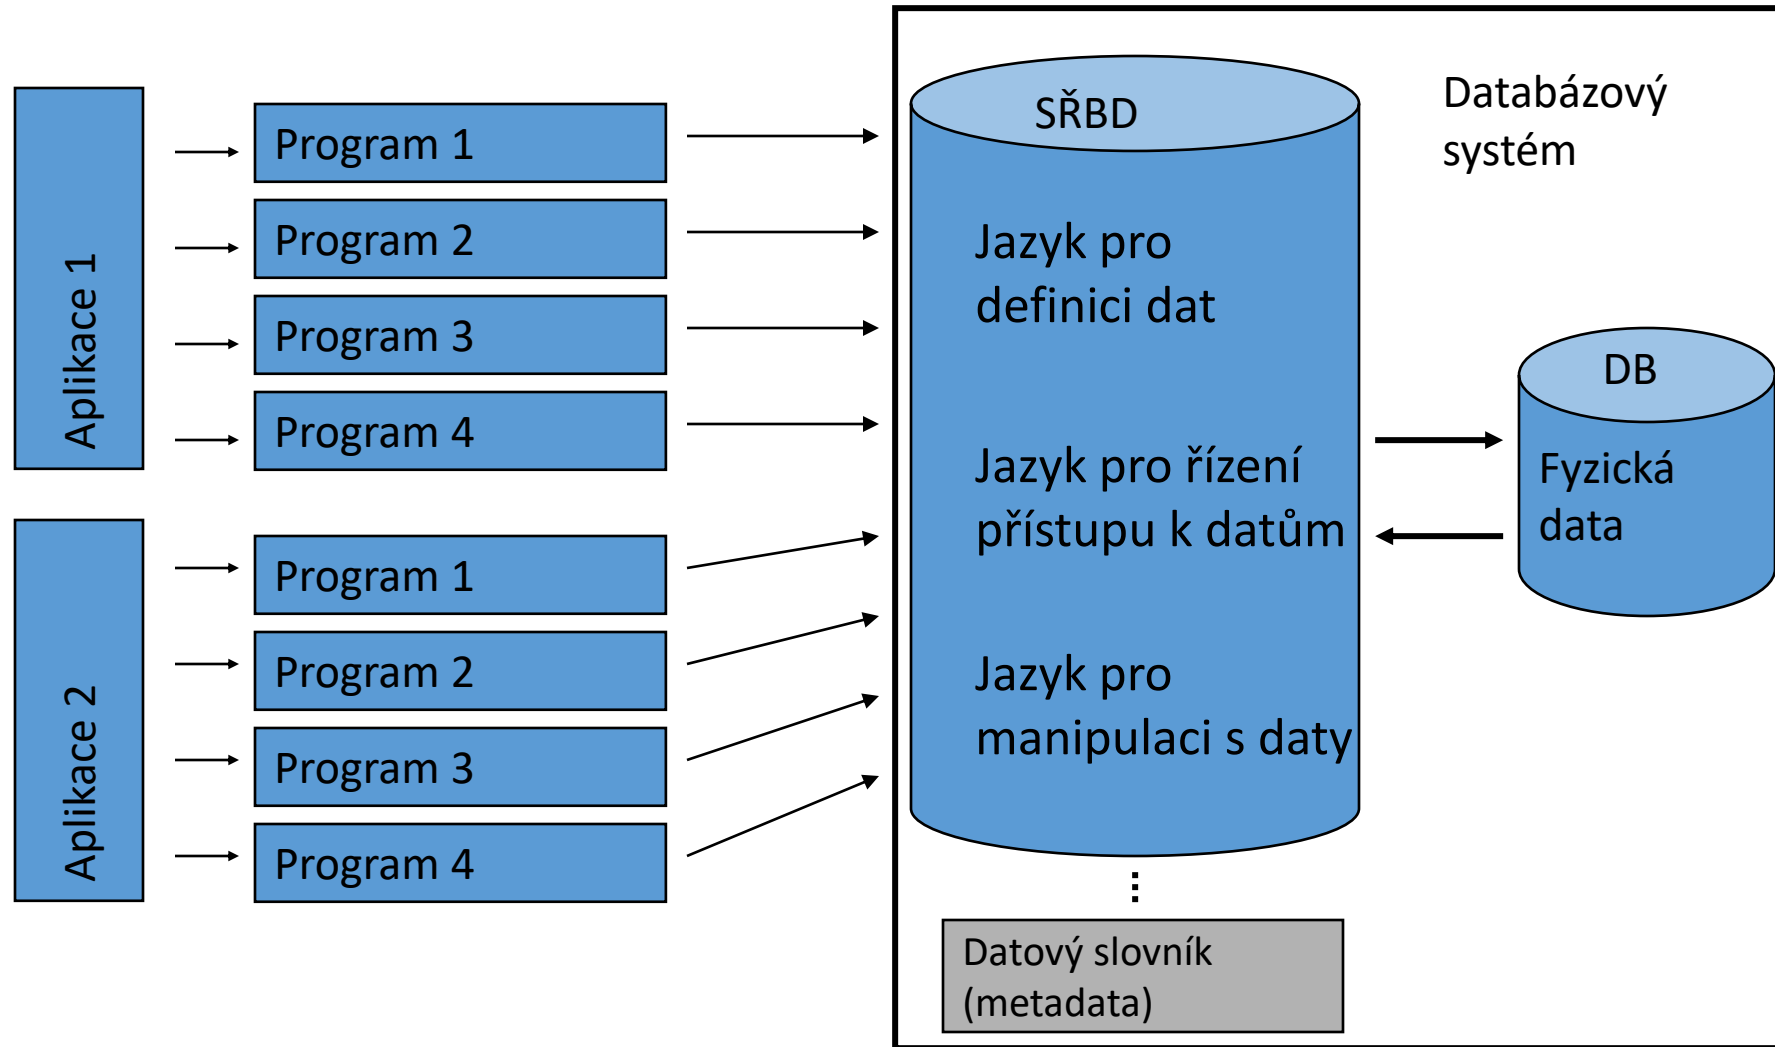 Aplikace 1
Program 1
Program 2
Program 3
Program 4
Aplikace 2
Program 1
Program 2
Program 3
Program 4
SŘBD
Jazyk pro
definici dat
Jazyk pro řízení
přístupu k datům
Jazyk pro
manipulaci s daty
Datový slovník
(metadata)
Databázový
systém
DB
Fyzická
data